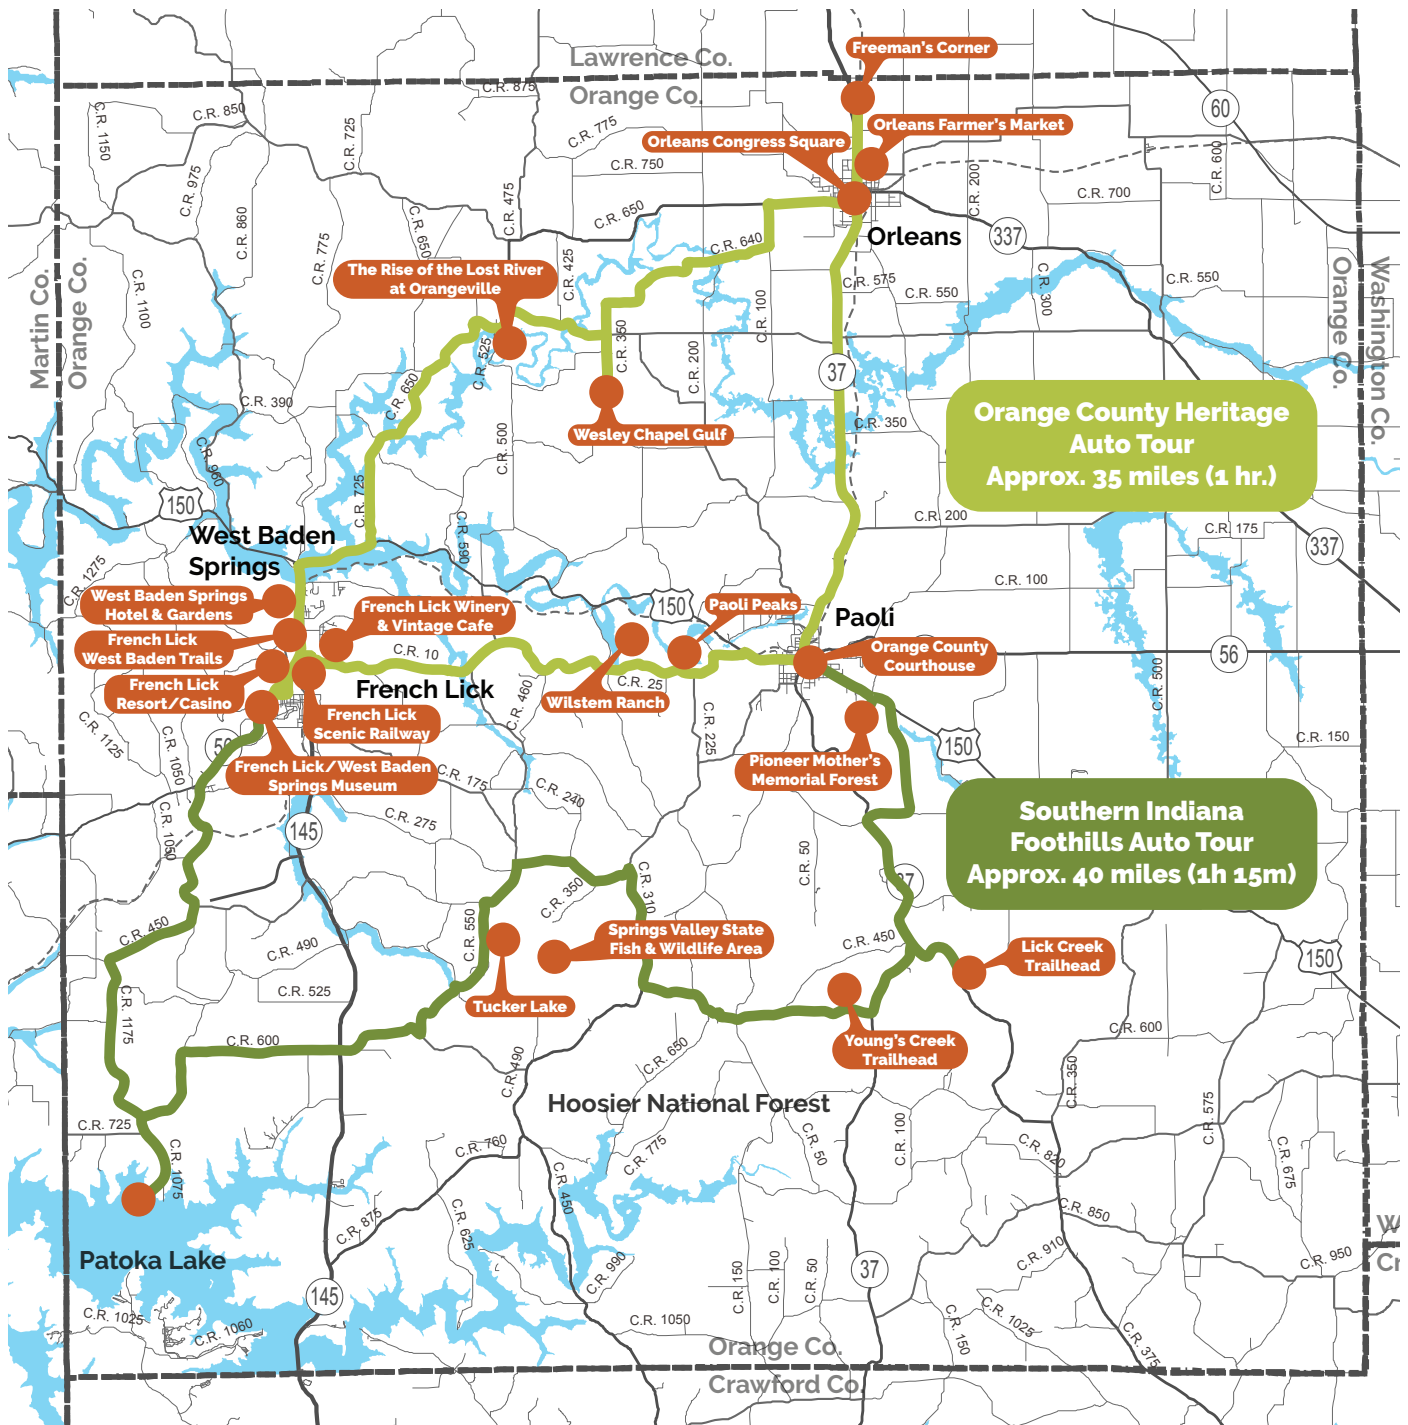 Freeman's Corner
Lawrence Co.
Orange Co.
C.R. 875
C.R. 850
C.R. 1150
C.R. 725
C.R. 775
60
Orleans Farmer's Market
Orleans Congress Square
C.R. 750
C.R. 600
C.R. 975
C.R. 475
C.R. 200
C.R. 700
C.R. 860
C.R. 650
C.R. 650
C.R. 775
C.R. 640
Orleans
337
Martin Co.
Orange Co.
C.R. 1100
The Rise of the Lost River
at Orangeville
C.R. 425
C.R. 575
C.R. 550
C.R. 300
C.R. 550
Orange Co.
Washington Co.
C.R. 100
C.R. 350
C.R. 525
C.R. 200
37
C.R. 650
C.R. 390
Wesley Chapel Gulf
C.R. 350
Orange County Heritage
Auto Tour
Approx. 35 miles (1 hr.)
C.R. 960
C.R. 500
C.R. 725
150
C.R. 200
C.R. 175
West Baden
Springs
C.R. 590
337
C.R. 1275
C.R. 100
West Baden Springs
Hotel & Gardens
French Lick Winery
& Vintage Cafe
150
Paoli Peaks
Paoli
French Lick
West Baden Trails
C.R. 10
Orange County
Courthouse
56
French Lick
Resort/Casino
French Lick
C.R. 25
Wilstem Ranch
C.R. 500
C.R. 460
French Lick
Scenic Railway
C.R. 1125
C.R. 1050
56
C.R. 225
150
C.R. 150
French Lick/West Baden
Springs Museum
Pioneer Mother's
Memorial Forest
C.R. 175
C.R. 240
C.R. 275
145
C.R. 1050
Southern Indiana
Foothills Auto Tour
Approx. 40 miles (1h 15m)
C.R. 50
37
C.R. 350
C.R. 310
C.R. 450
C.R. 550
C.R. 490
Springs Valley State
Fish & Wildlife Area
C.R. 450
Lick Creek
Trailhead
150
C.R. 525
Tucker Lake
C.R. 1175
C.R. 600
C.R. 600
Young's Creek
Trailhead
C.R. 650
C.R. 490
C.R. 350
Hoosier National Forest
C.R. 725
C.R. 575
C.R. 100
C.R. 50
C.R. 760
C.R. 775
C.R. 820
C.R. 1075
C.R. 675
C.R. 450
C.R. 875
C.R. 625
C.R. 850
W
Cr
Patoka Lake
C.R. 910
C.R. 950
C.R. 990
C.R. 150
C.R. 100
C.R. 50
37
145
C.R. 1025
C.R. 1060
C.R. 1050
C.R. 150
C.R. 1025
C.R. 375
Orange Co.
Crawford Co.